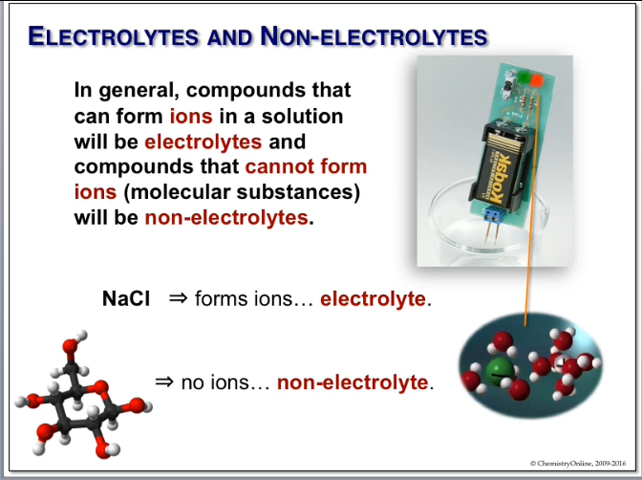 ELECTROLYTES AND NON-ELECTROLYTES
In general, compounds that
can form ions in a solution
will be electrolytes and
compounds that cannot form
ions (molecular substances)
will be non-electrolytes.
Kodak
NaCl ⇒ forms ions… electrolyte.
⇒ no ions… non-electrolyte.
© ChemistryOnline, 2009-2016